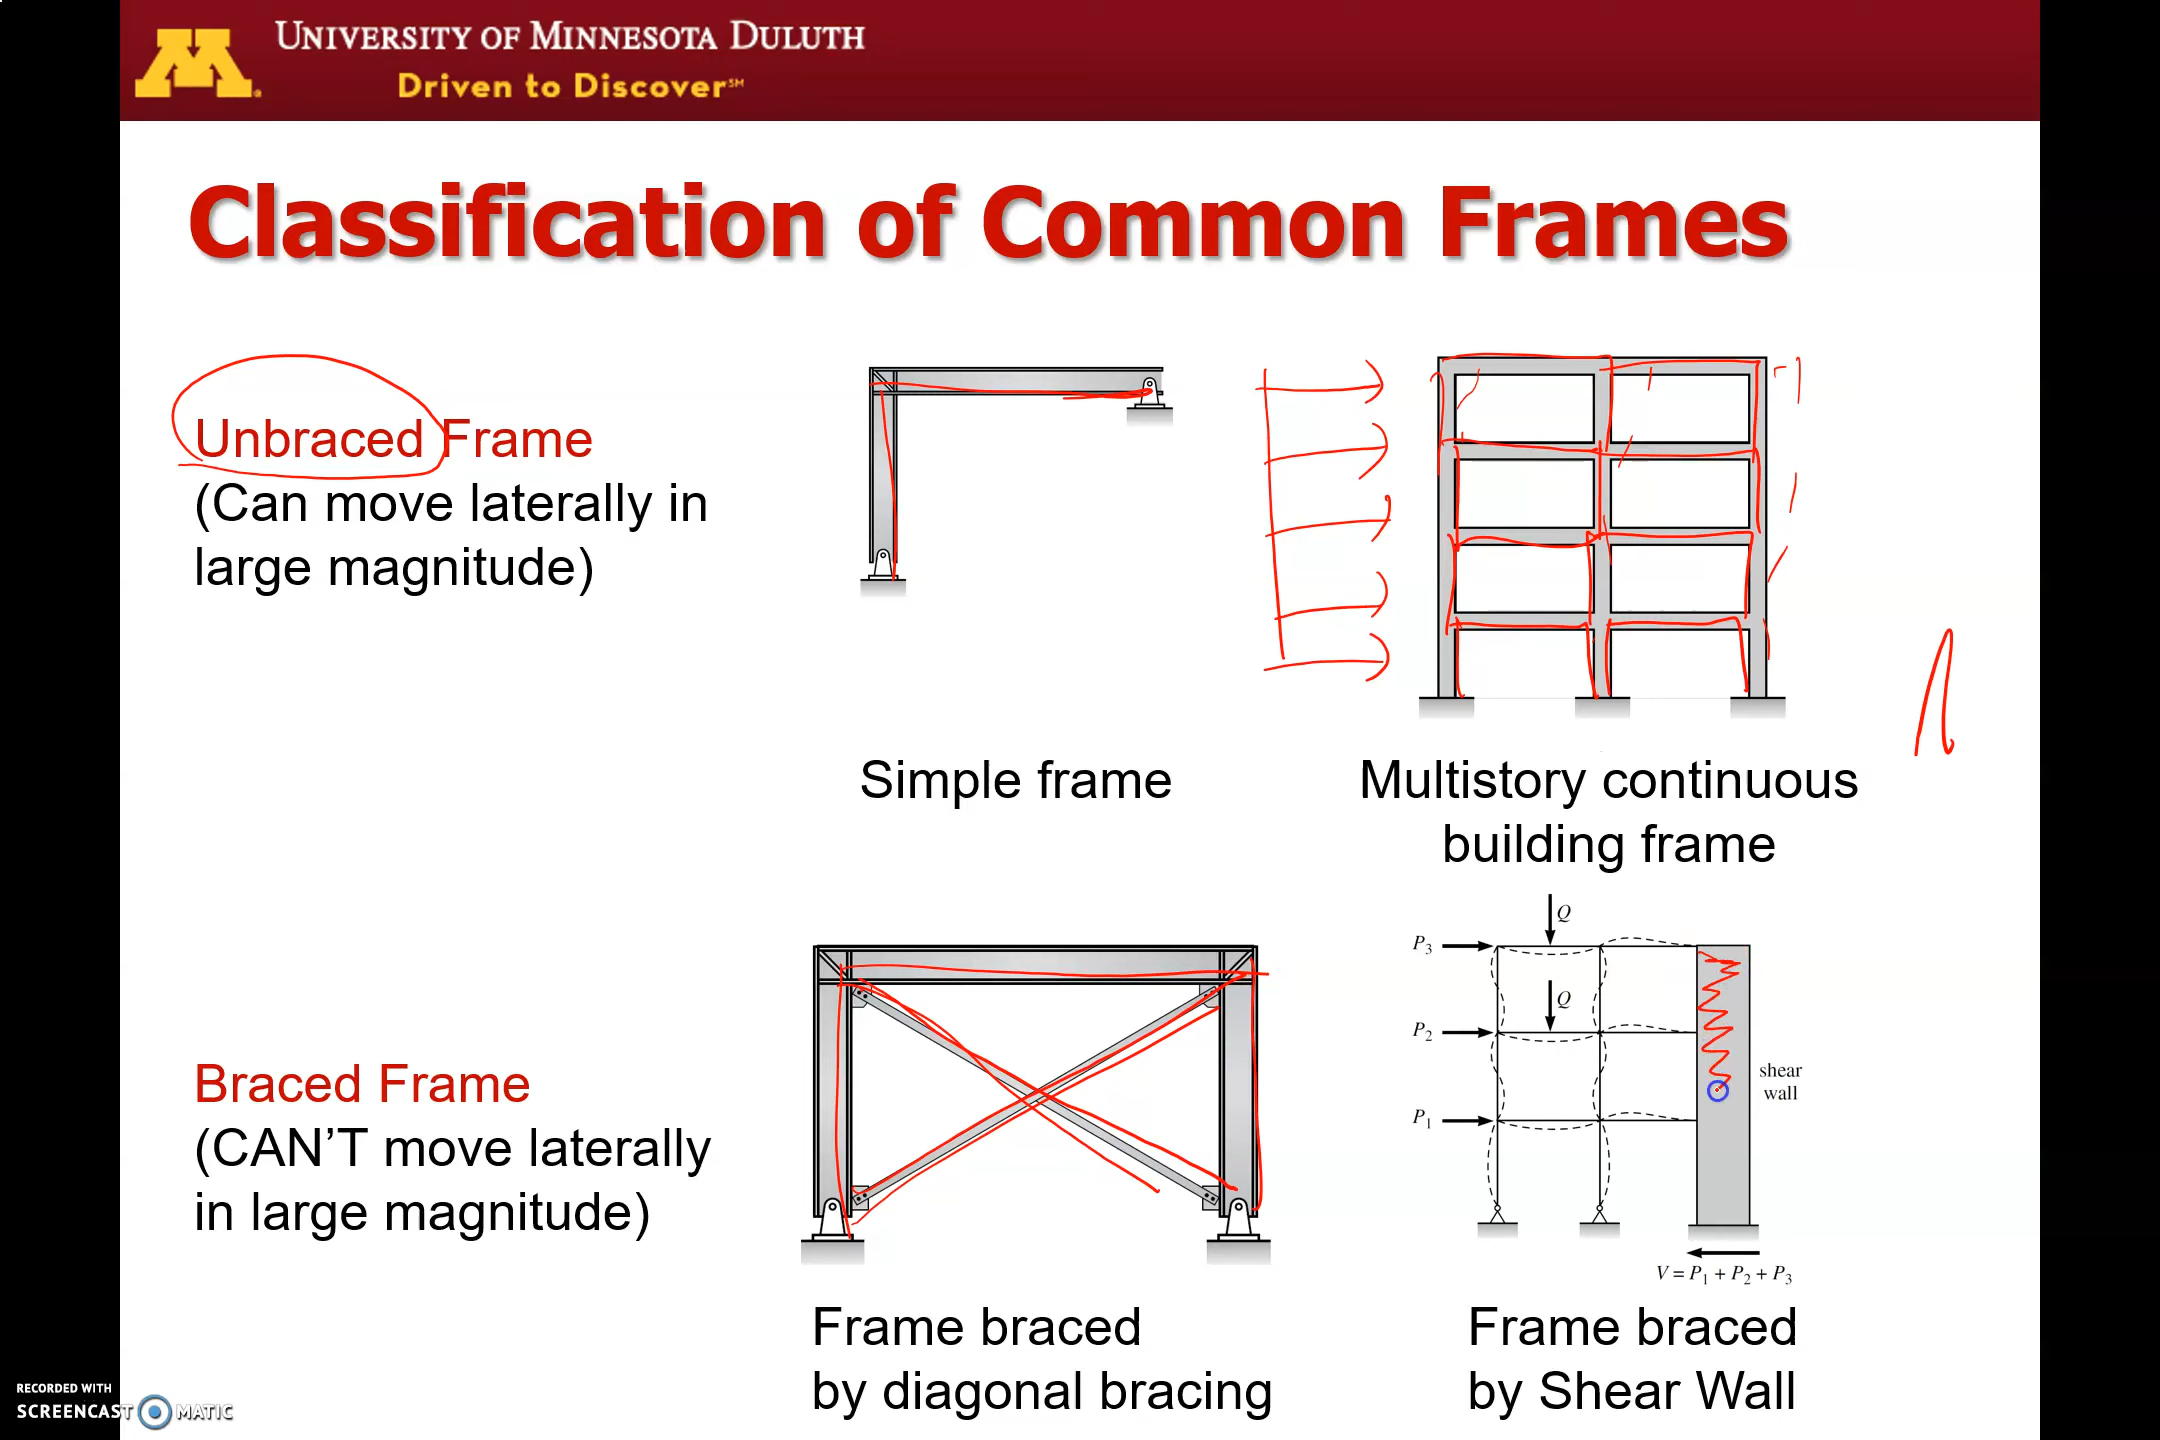 UNIVERSITY OF MINNESOTA DULUTH
Driven to Discover℠
Classification of Common Frames
Unbraced Frame
(Can move laterally in
large magnitude)
Simple frame
Multistory continuous
building frame
Braced Frame
(CAN'T move laterally
in large magnitude)
Q
P3
Q
P2
P1
shear
wall
V = P1 + P2 + P3
Frame braced
by diagonal bracing
Frame braced
by Shear Wall
RECORDED WITH
SCREENCAST MATIC